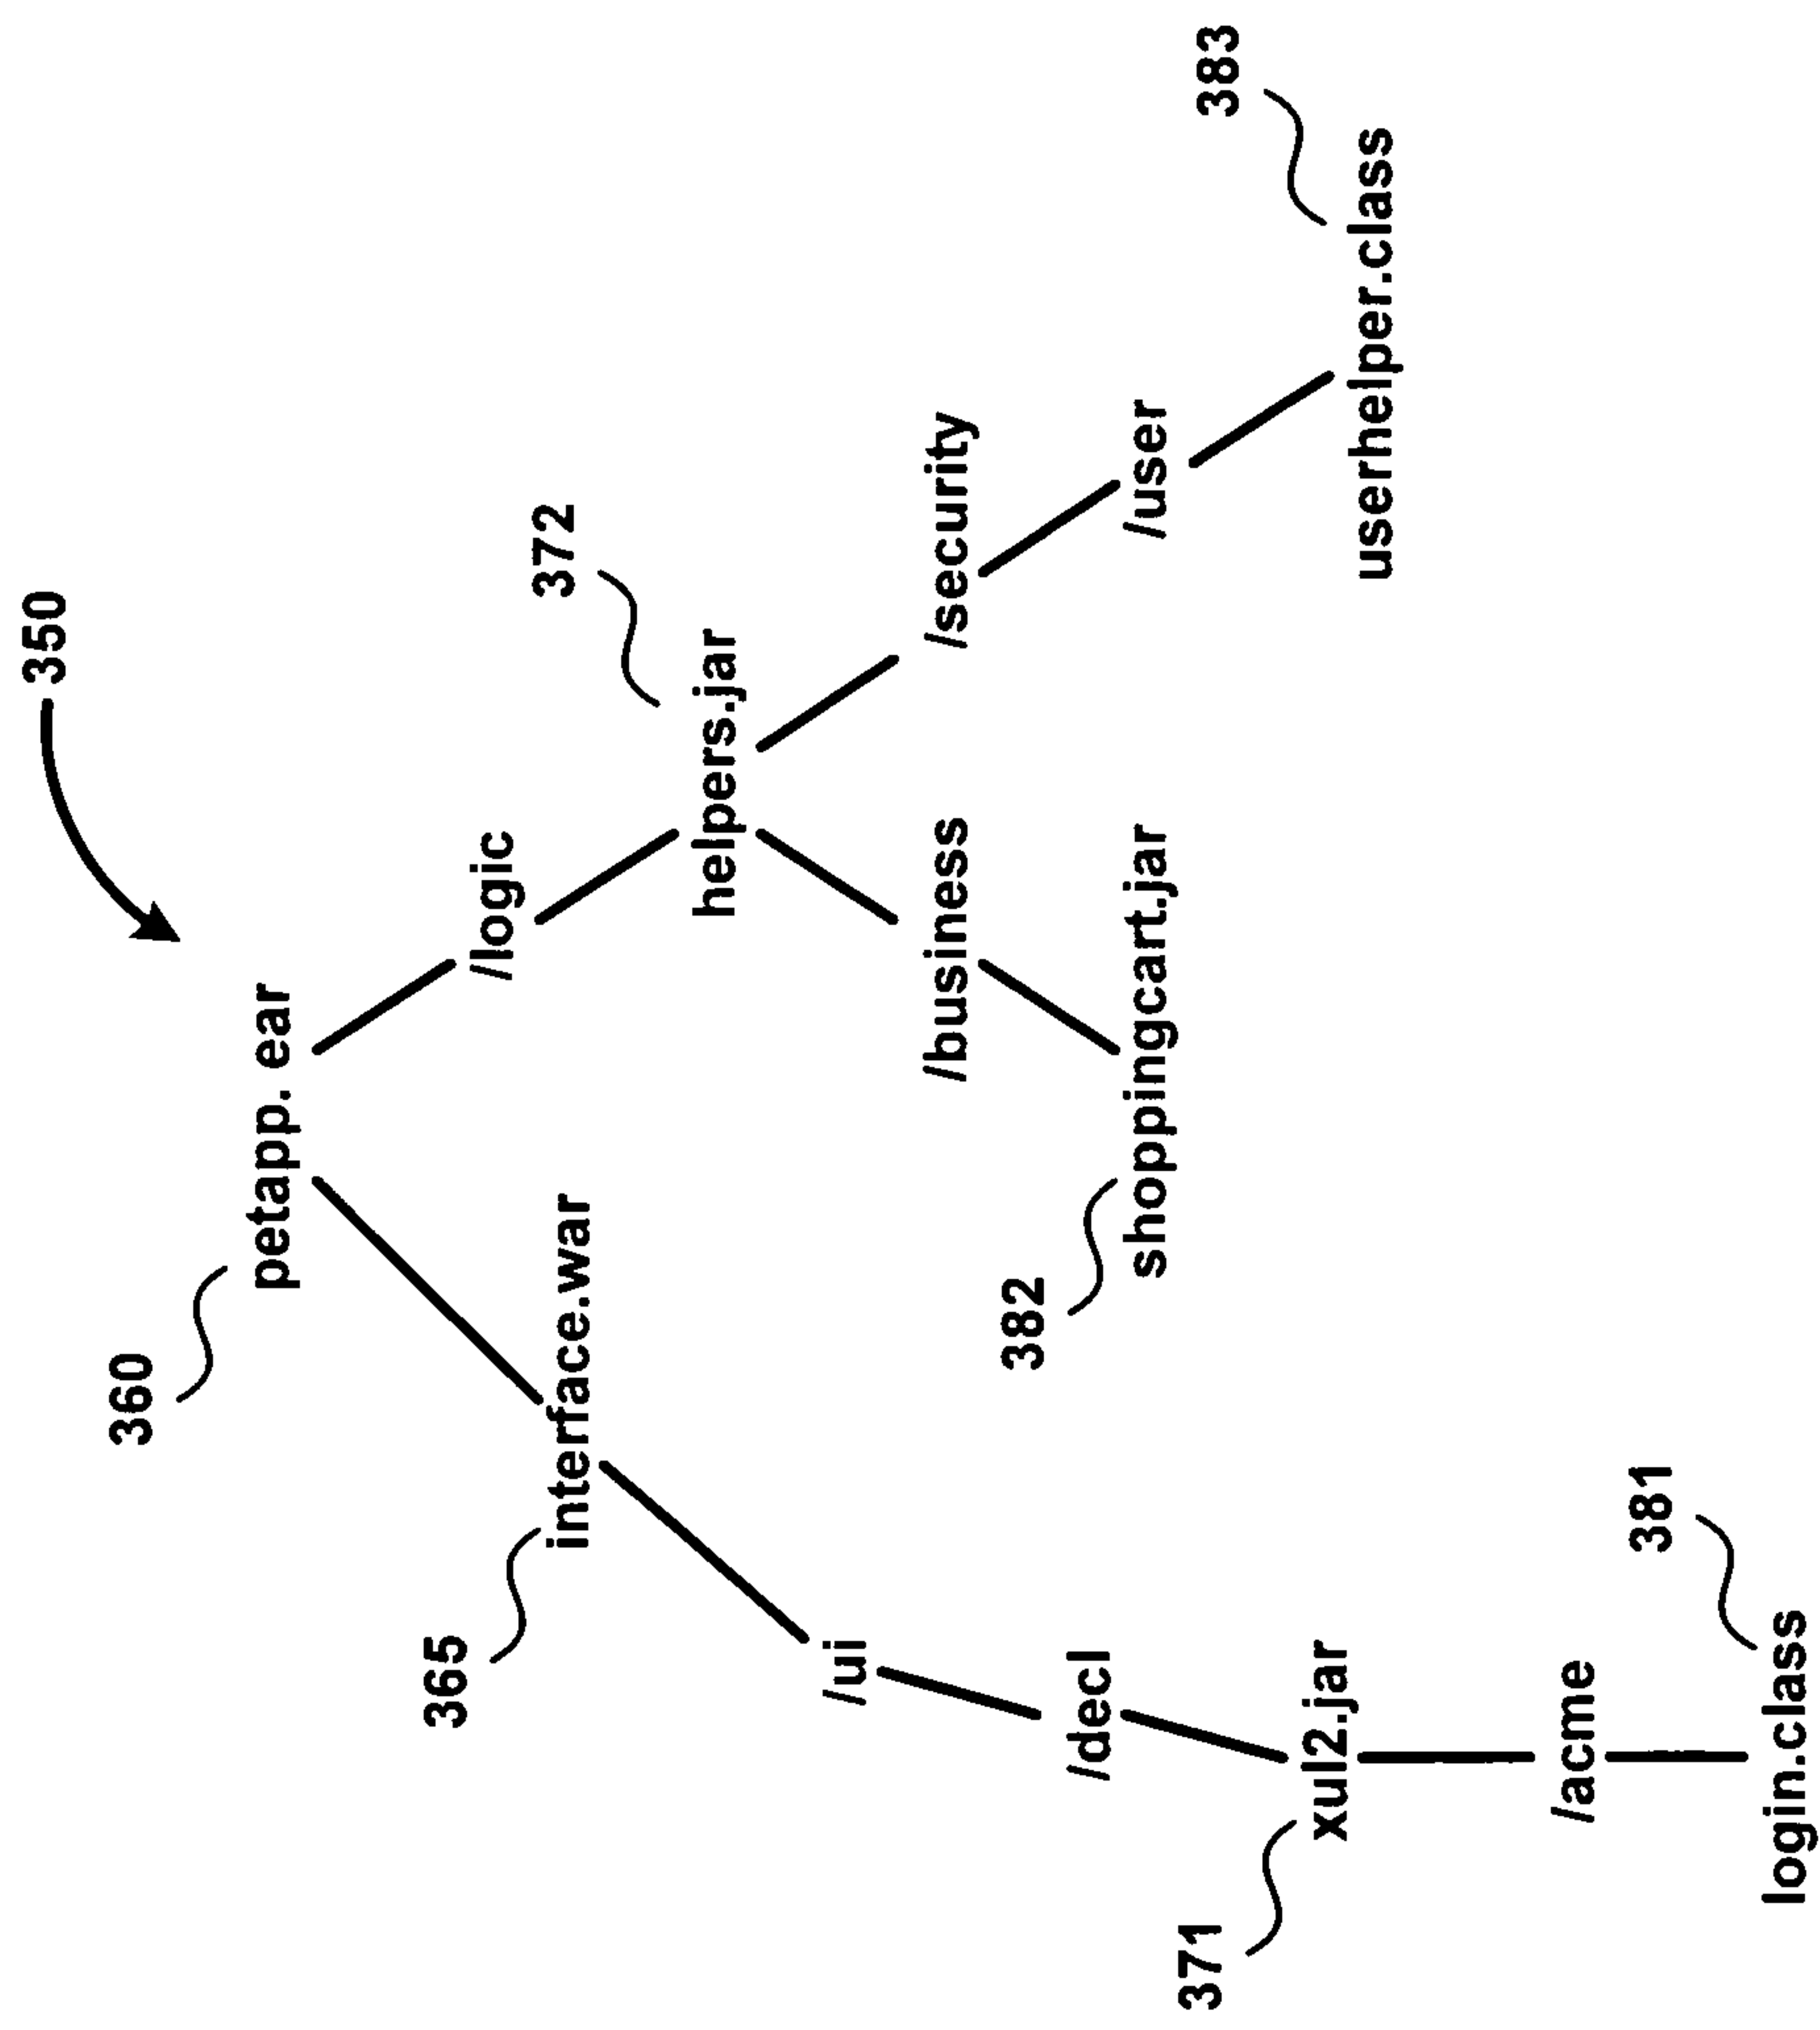 350
360
petapp. ear
/logic
372
365
interface.war
helpers.jar
/ui
/business
/security
382
383
/decl
shoppingcart.jar
/user
371
xul2.jar
userhelper.class
/acme
381
login.class